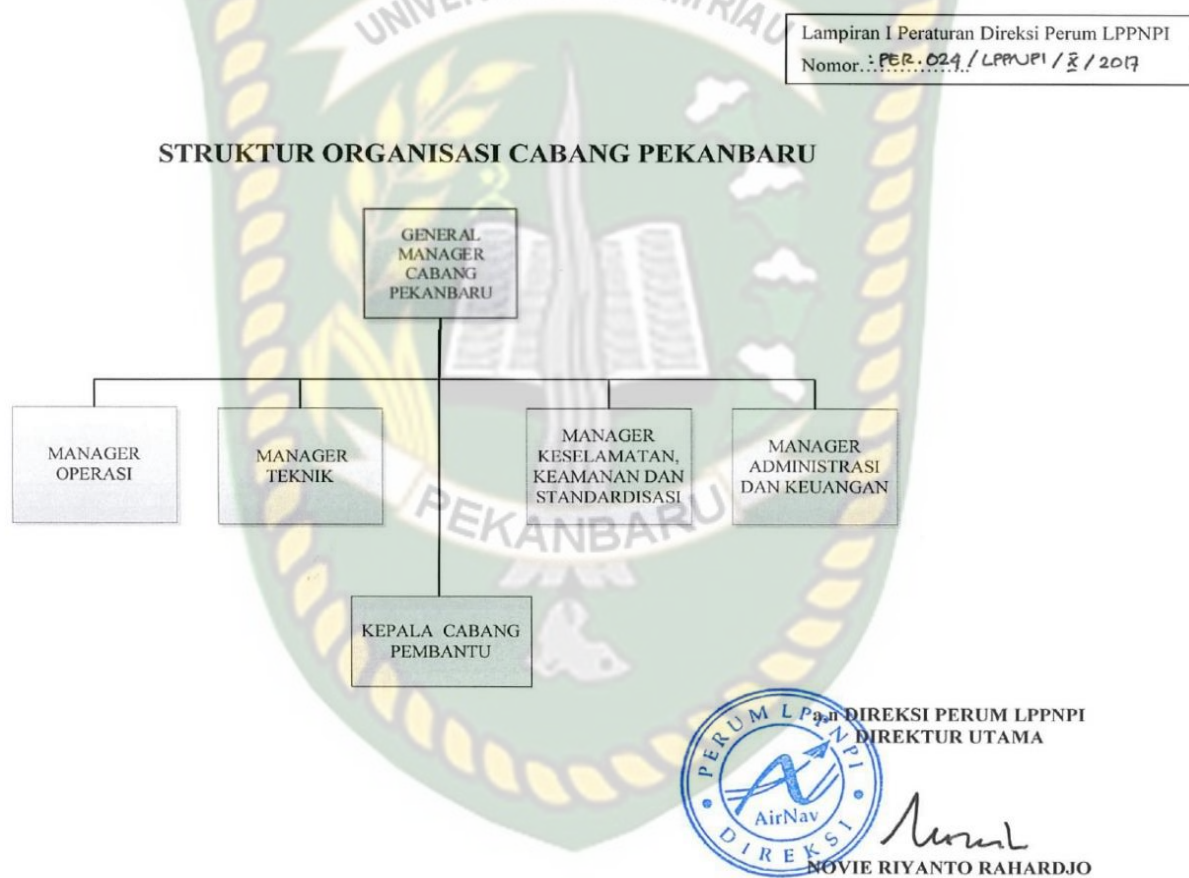 Lampiran I Peraturan Direksi Perum LPPNPI
Nomor..:PER.024/LPPNPI/X/2017
STRUKTUR ORGANISASI CABANG PEKANBARU
GENERAL
MANAGER
CABANG
PEKANBARU
MANAGER
OPERASI
MANAGER
TEKNIK
MANAGER
KESELAMATAN,
KEAMANAN DAN
STANDARDISASI
MANAGER
ADMINISTRASI
DAN KEUANGAN
PEKANBARU
KEPALA CABANG
PEMBANTU
PERUM LPPNPI
AirNav
DIREKSI
a.n DIREKSI PERUM LPPNPI
DIREKTUR UTAMA
NOVIE RIYANTO RAHARDJO